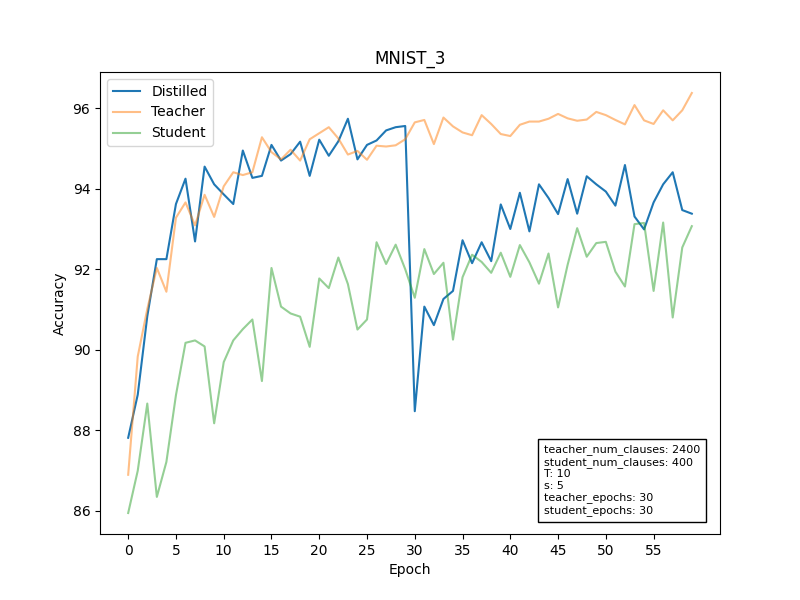 MNIST_3
Distilled
Teacher
Student
Accuracy
96
94
92
90
88
86
teacher_num_clauses: 2400
student_num_clauses: 400
T: 10
s: 5
teacher_epochs: 30
student_epochs: 30
0 5 10 15 20 25 30 35 40 45 50 55
Epoch